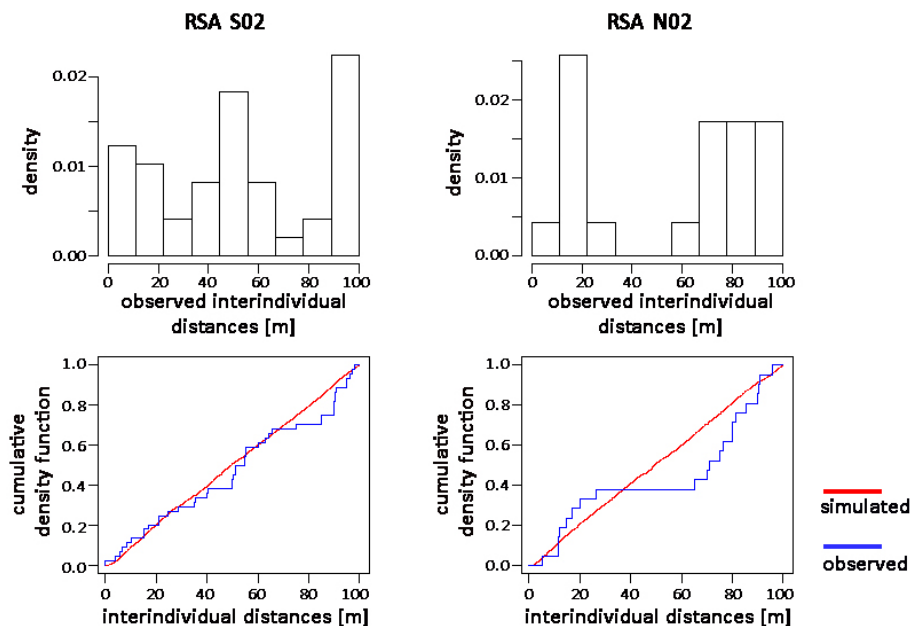 RSA S02
RSA N02
density
0.02
0.01
0.00
0 20 40 60 80 100
observed interindividual
distances [m]
density
0.02
0.01
0.00
0 20 40 60 80 100
observed interindividual
distances [m]
cumulative
density function
1.0
0.8
0.6
0.4
0.2
0.0
0 20 40 60 80 100
interindividual distances [m]
cumulative
density function
1.0
0.8
0.6
0.4
0.2
0.0
0 20 40 60 80 100
interindividual distances [m]
simulated
observed